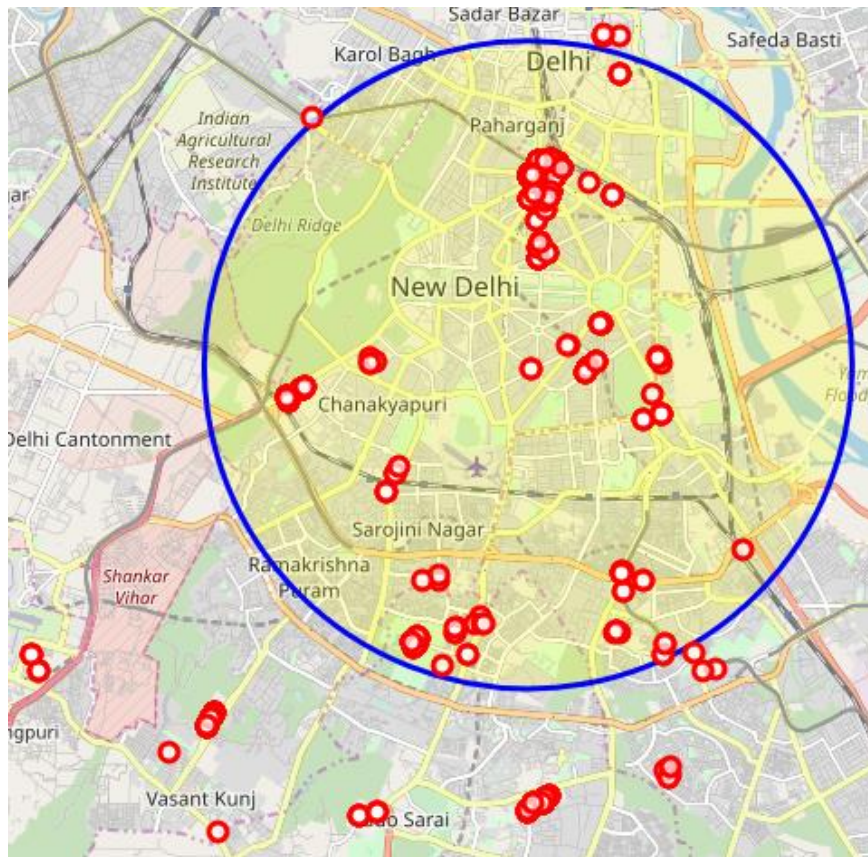 Sadar Bazar
Safeda Basti
Karol Bagh
Delhi
Paharganj
Indian
Agricultural
Research
Institute
Delhi Ridge
New Delhi
Chanakyapuri
Delhi Cantonment
Sarojini Nagar
Ramakrishna
Puram
Shankar
Vihar
Vasant Kunj
Sarai